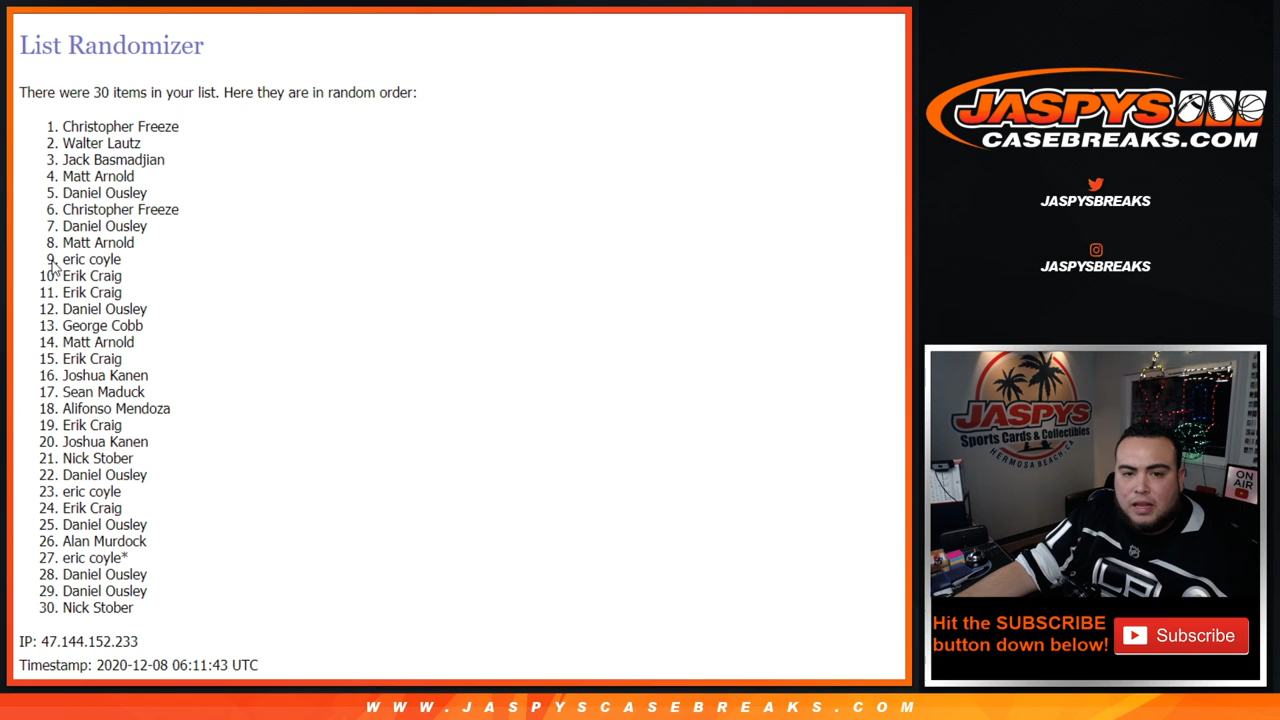 List Randomizer
There were 30 items in your list. Here they are in random order:
1. Christopher Freeze
2. Walter Lautz
3. Jack Basmadjian
4. Matt Arnold
5. Daniel Ousley
6. Christopher Freeze
7. Daniel Ousley
8. Matt Arnold
9. eric coyle
10. Erik Craig
11. Erik Craig
12. Daniel Ousley
13. George Cobb
14. Matt Arnold
15. Erik Craig
16. Joshua Kanen
17. Sean Maduck
18. Alifonso Mendoza
19. Erik Craig
20. Joshua Kanen
21. Nick Stober
22. Daniel Ousley
23. eric coyle
24. Erik Craig
25. Daniel Ousley
26. Alan Murdock
27. eric coyle*
28. Daniel Ousley
29. Daniel Ousley
30. Nick Stober
IP: 47.144.152.233
Timestamp: 2020-12-08 06:11:43 UTC
JASPYS
CASEBREAKS.COM
JASPYSBREAKS
JASPYSBREAKS
JASPYS
Sports Cards & Collectibles
HERMOSA BEACH, CA
ON
AIR
LA
Hit the SUBSCRIBE
button down below!
Subscribe
WWW.JASPYSCASEBREAKS.COM